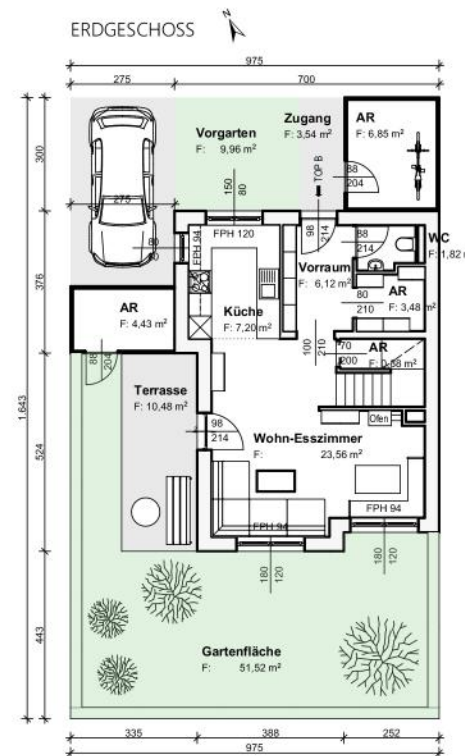 ERDGESCHOSS
N
975
275
700
300
376
1.643
524
443
Vorgarten
F: 9,96 m²
Zugang
F: 3,54 m²
AR
F: 6,85 m²
88
204
TOP B
150
80
275
98
214
88
214
WC
F: 1,82 m²
80
FPH 94
FPH 120
Vorraum
F: 6,12 m²
80
210
AR
F: 3,48 m²
Küche
F: 7,20 m²
AR
F: 4,43 m²
88
204
100
210
70
200
AR
F: 0,88 m²
Terrasse
F: 10,48 m²
98
214
Ofen
Wohn-Esszimmer
F: 23,56 m²
FPH 94
FPH 94
180
120
180
120
Gartenfläche
F: 51,52 m²
335
388
252
975